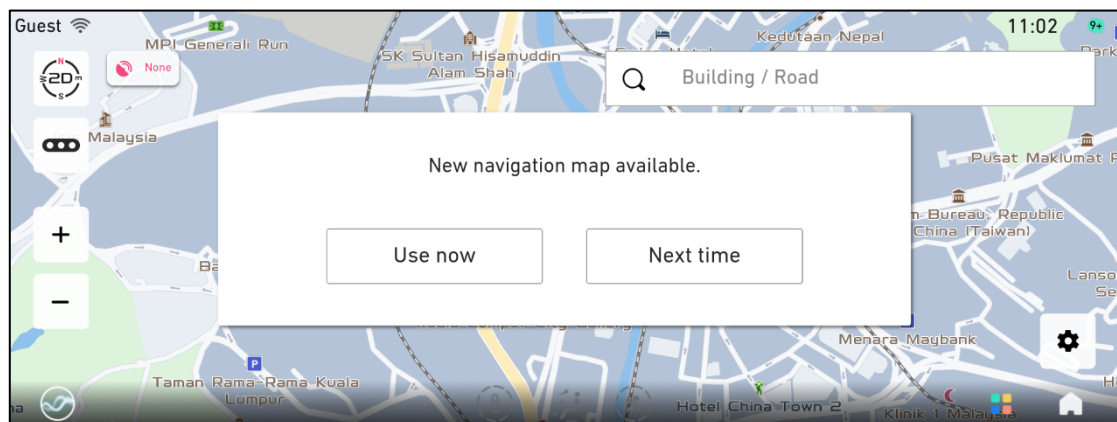 Guest
11:02
9+
MPI Generali Run
Kedutaan Nepal
SK Sultan Hisamuddin
Alam Shah
N
2D
S
None
Building / Road
Malaysia
New navigation map available.
Pusat Maklumat
Bureau, Republic
China (Taiwan)
+
Use now
Next time
−
Menara Maybank
P
Taman Rama-Rama Kuala
Lumpur
Hotel China Town 2
Klinik 1 Malaysia